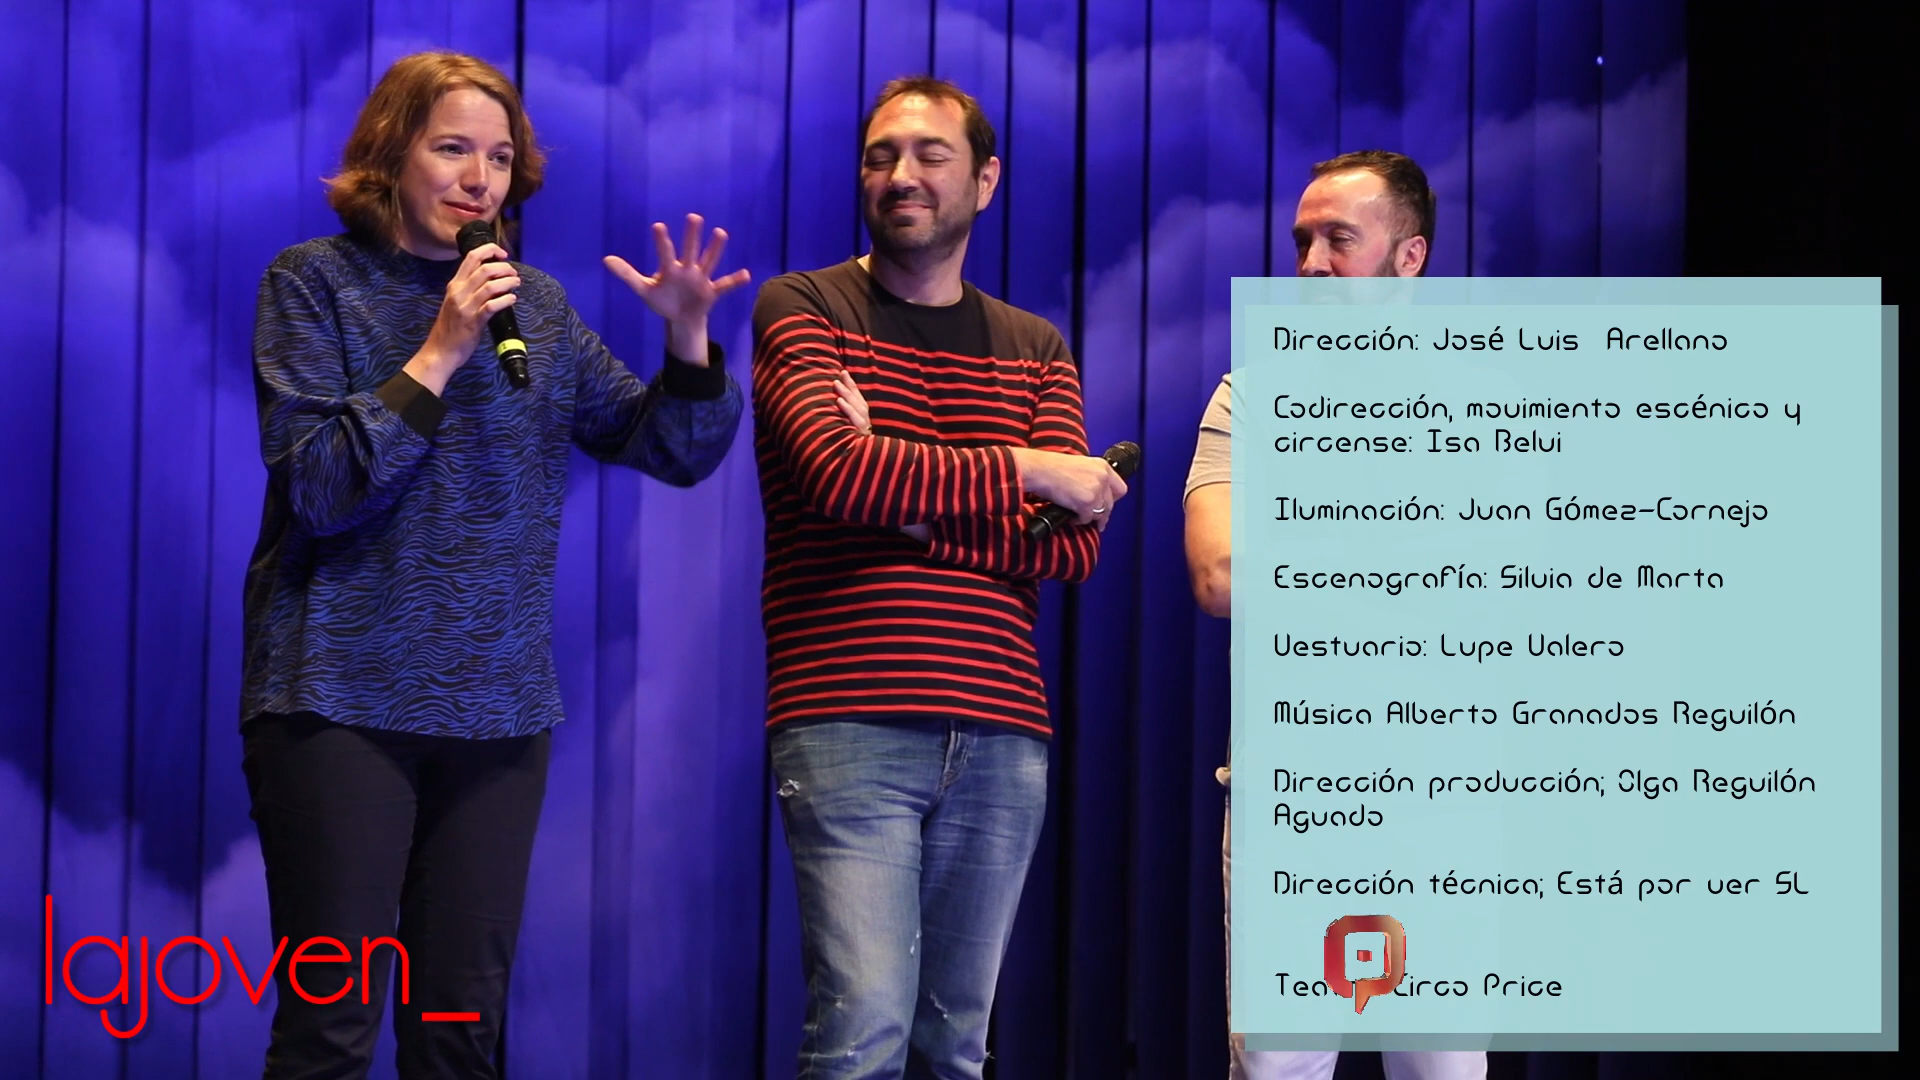 Dirección: José Luis Arellano
Codirección, movimiento escénico y
circense: Isa Belui
Iluminación: Juan Gómez-Cornejo
Escenografía: Silvia de Marta
Vestuario: Lupe Valero
Música Alberto Granados Reguilón
Dirección producción; Olga Reguilón
Aguado
Dirección técnica; Está por ver SL
Circo Price
lajoven_